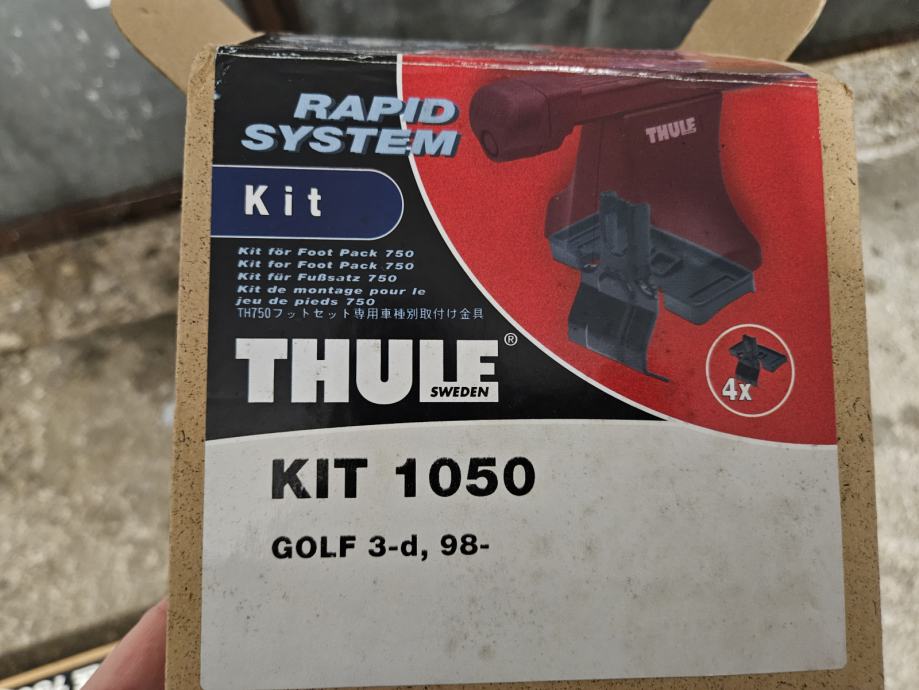 RAPID
SYSTEM
THULE
Kit
Kit för Foot Pack 750
Kit for Foot Pack 750
Kit für Fußsatz 750
Kit de montage pour le
jeu de pieds 750
TH750フットセット専用車種別取付け金具
THULE®
SWEDEN
4x
KIT 1050
GOLF 3-d, 98-